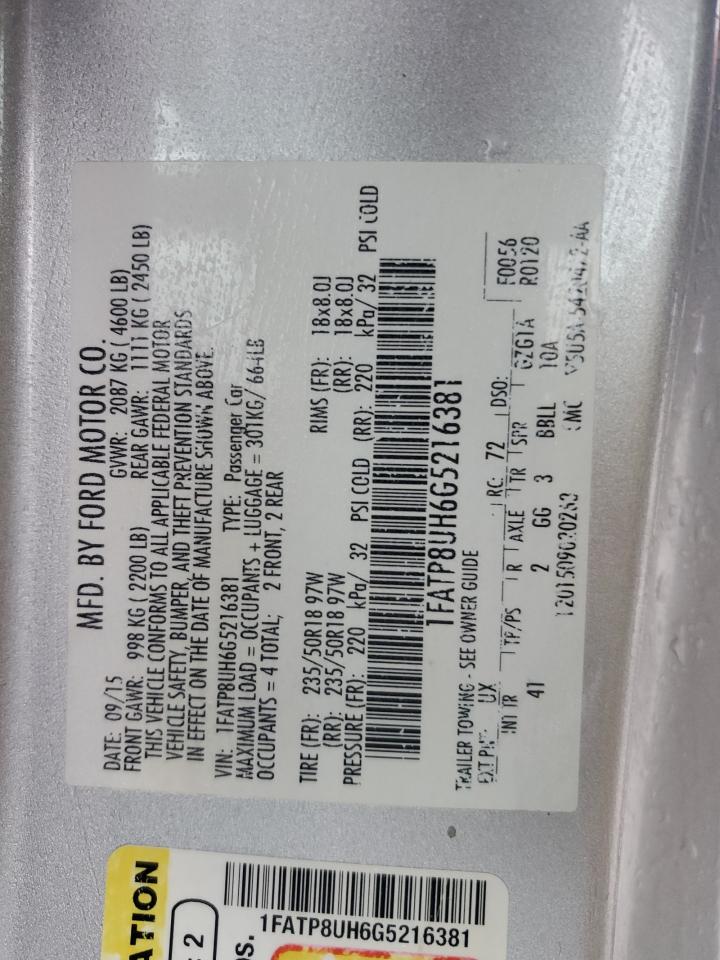 MFD. BY FORD MOTOR CO.
DATE: 09/15 GVWR: 2087 KG ( 4600 LB)
FRONT GAWR: 998 KG ( 2200 LB) REAR GAWR: 1111 KG ( 2450 LB)
THIS VEHICLE CONFORMS TO ALL APPLICABLE FEDERAL MOTOR
VEHICLE SAFETY, BUMPER, AND THEFT PREVENTION STANDARDS
IN EFFECT ON THE DATE OF MANUFACTURE SHOWN ABOVE.
VIN: 1FATP8UH6G5216381 TYPE: Passenger Car
MAXIMUM LOAD = OCCUPANTS + LUGGAGE = 301KG/ 664LB
OCCUPANTS = 4 TOTAL; 2 FRONT, 2 REAR
TIRE (FR): 235/50R18 97W RIMS (FR): 18x8.0J
(RR): 235/50R18 97W (RR): 18x8.0J
PRESSURE (FR): 220 kPa/ 32 PSI COLD (RR): 220 kPa/ 32 PSI COLD
1FATP8UH6G5216381
TRAILER TOWING - SEE OWNER GUIDE
EXT PNT: UX RC: 72 DSO: F0056
INT TR TP/PS R AXLE TR SPR R0120
41 2 GG 3 BBLL 10A
ATION
: 2
os.
1FATP8UH6G5216381